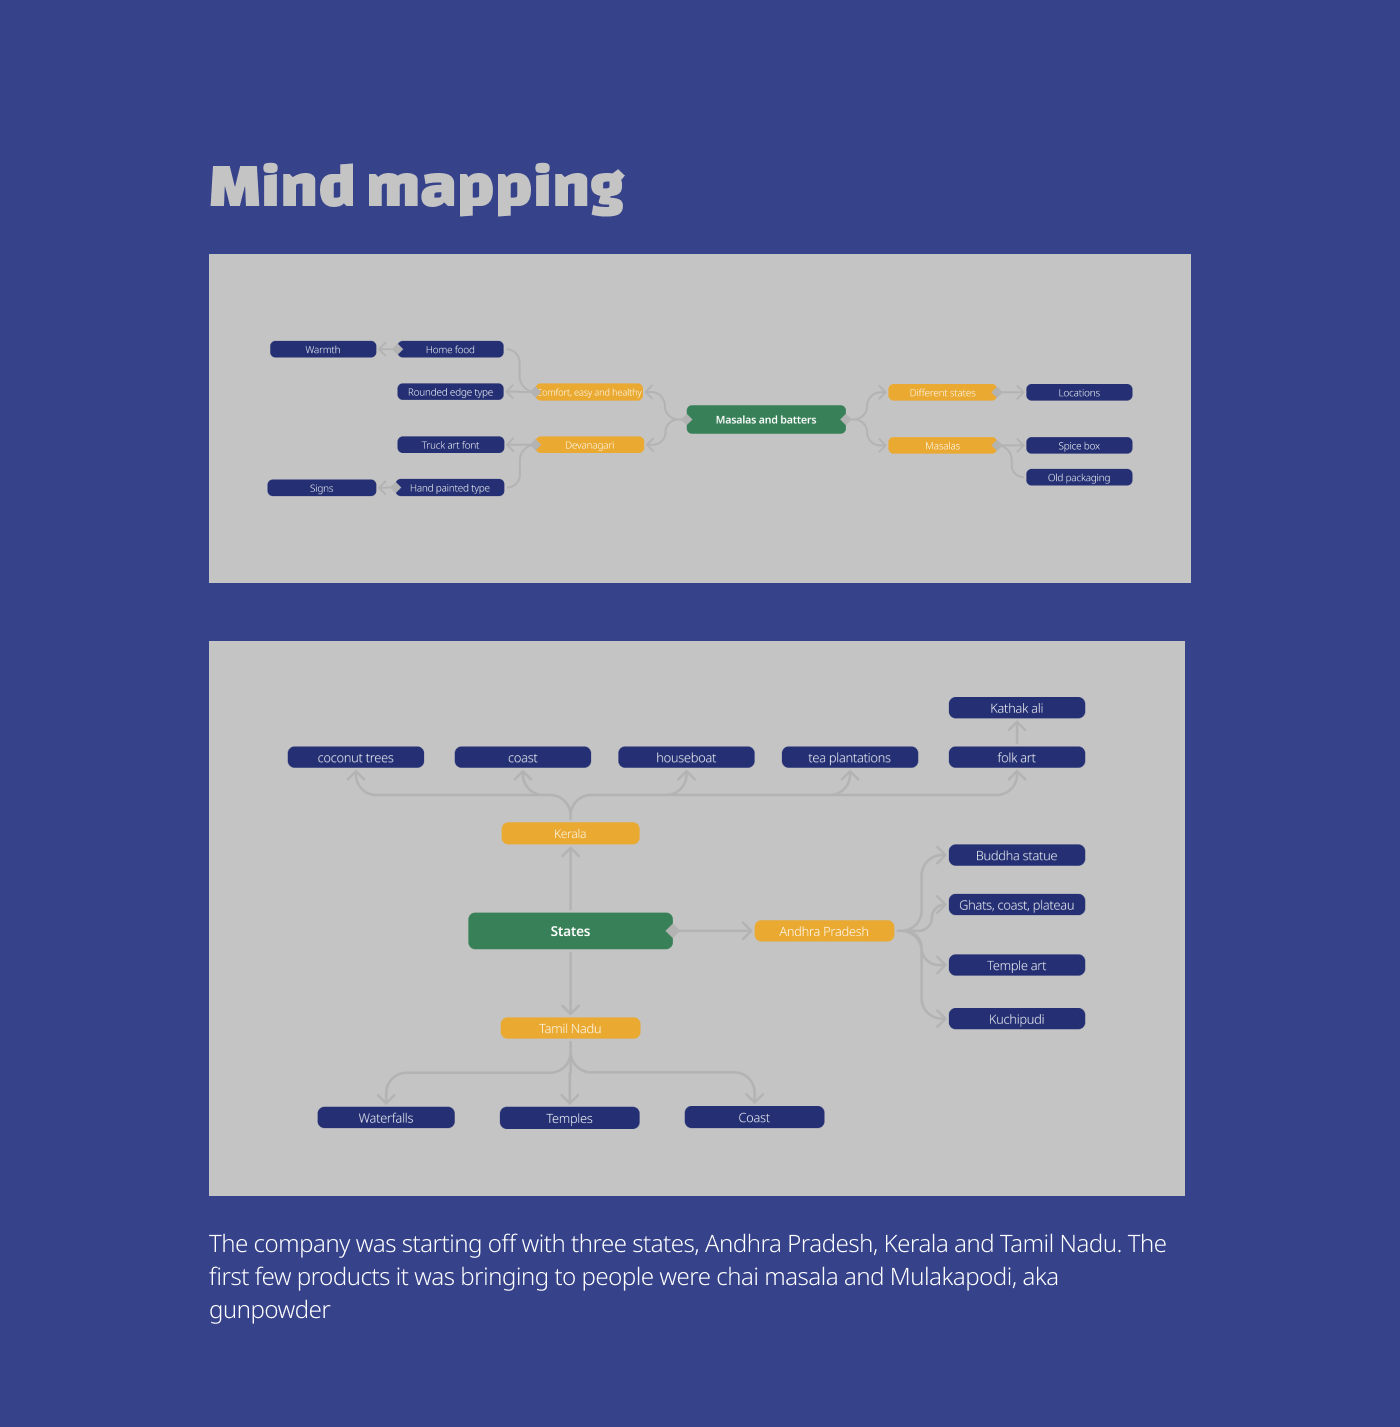 Mind mapping
Warmth
Home food
Rounded edge type
Comfort, easy and healthy
Different states
Locations
Masalas and batters
Truck art font
Devanagari
Masalas
Spice box
Old packaging
Signs
Hand painted type
Kathak ali
coconut trees
coast
houseboat
tea plantations
folk art
Kerala
Buddha statue
Ghats, coast, plateau
States
Andhra Pradesh
Temple art
Kuchipudi
Tamil Nadu
Waterfalls
Temples
Coast
The company was starting off with three states, Andhra Pradesh, Kerala and Tamil Nadu. The
first few products it was bringing to people were chai masala and Mulakapodi, aka
gunpowder